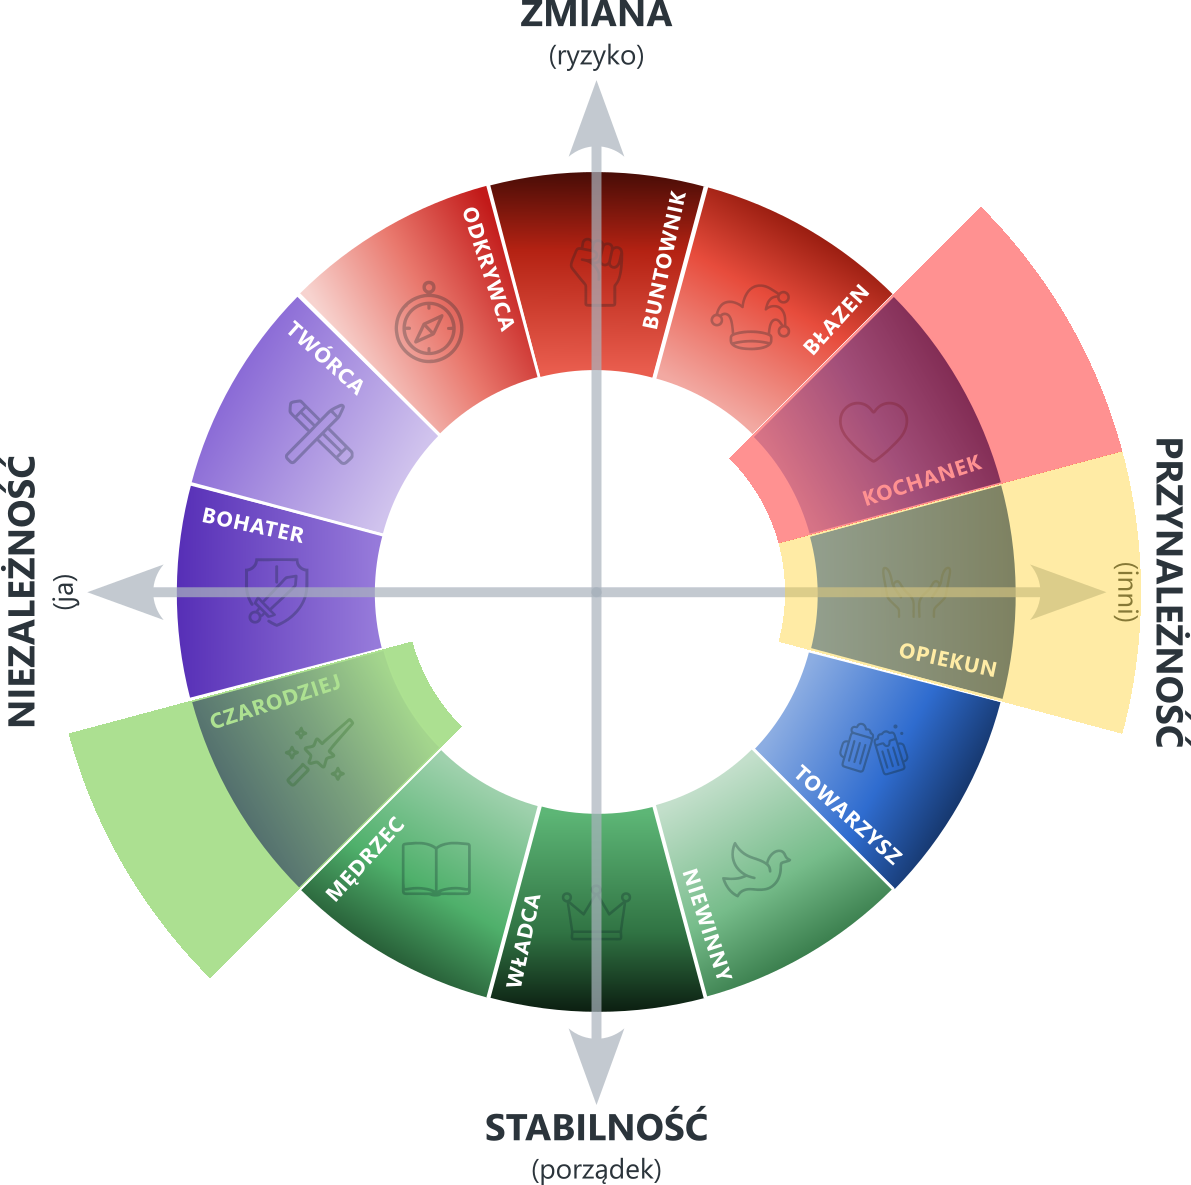 ZMIANA
(ryzyko)
ODKRYWCA
BUNTOWNIK
BŁAZEN
TWÓRCA
KOCHANEK
NIEZALEŻNOŚĆ
(ja)
BOHATER
PRZYNALEŻNOŚĆ
(inni)
OPIEKUN
CZARODZIEJ
TOWARZYSZ
MĘDRZEC
WŁADCA
NIEWINNY
STABILNOŚĆ
(porządek)